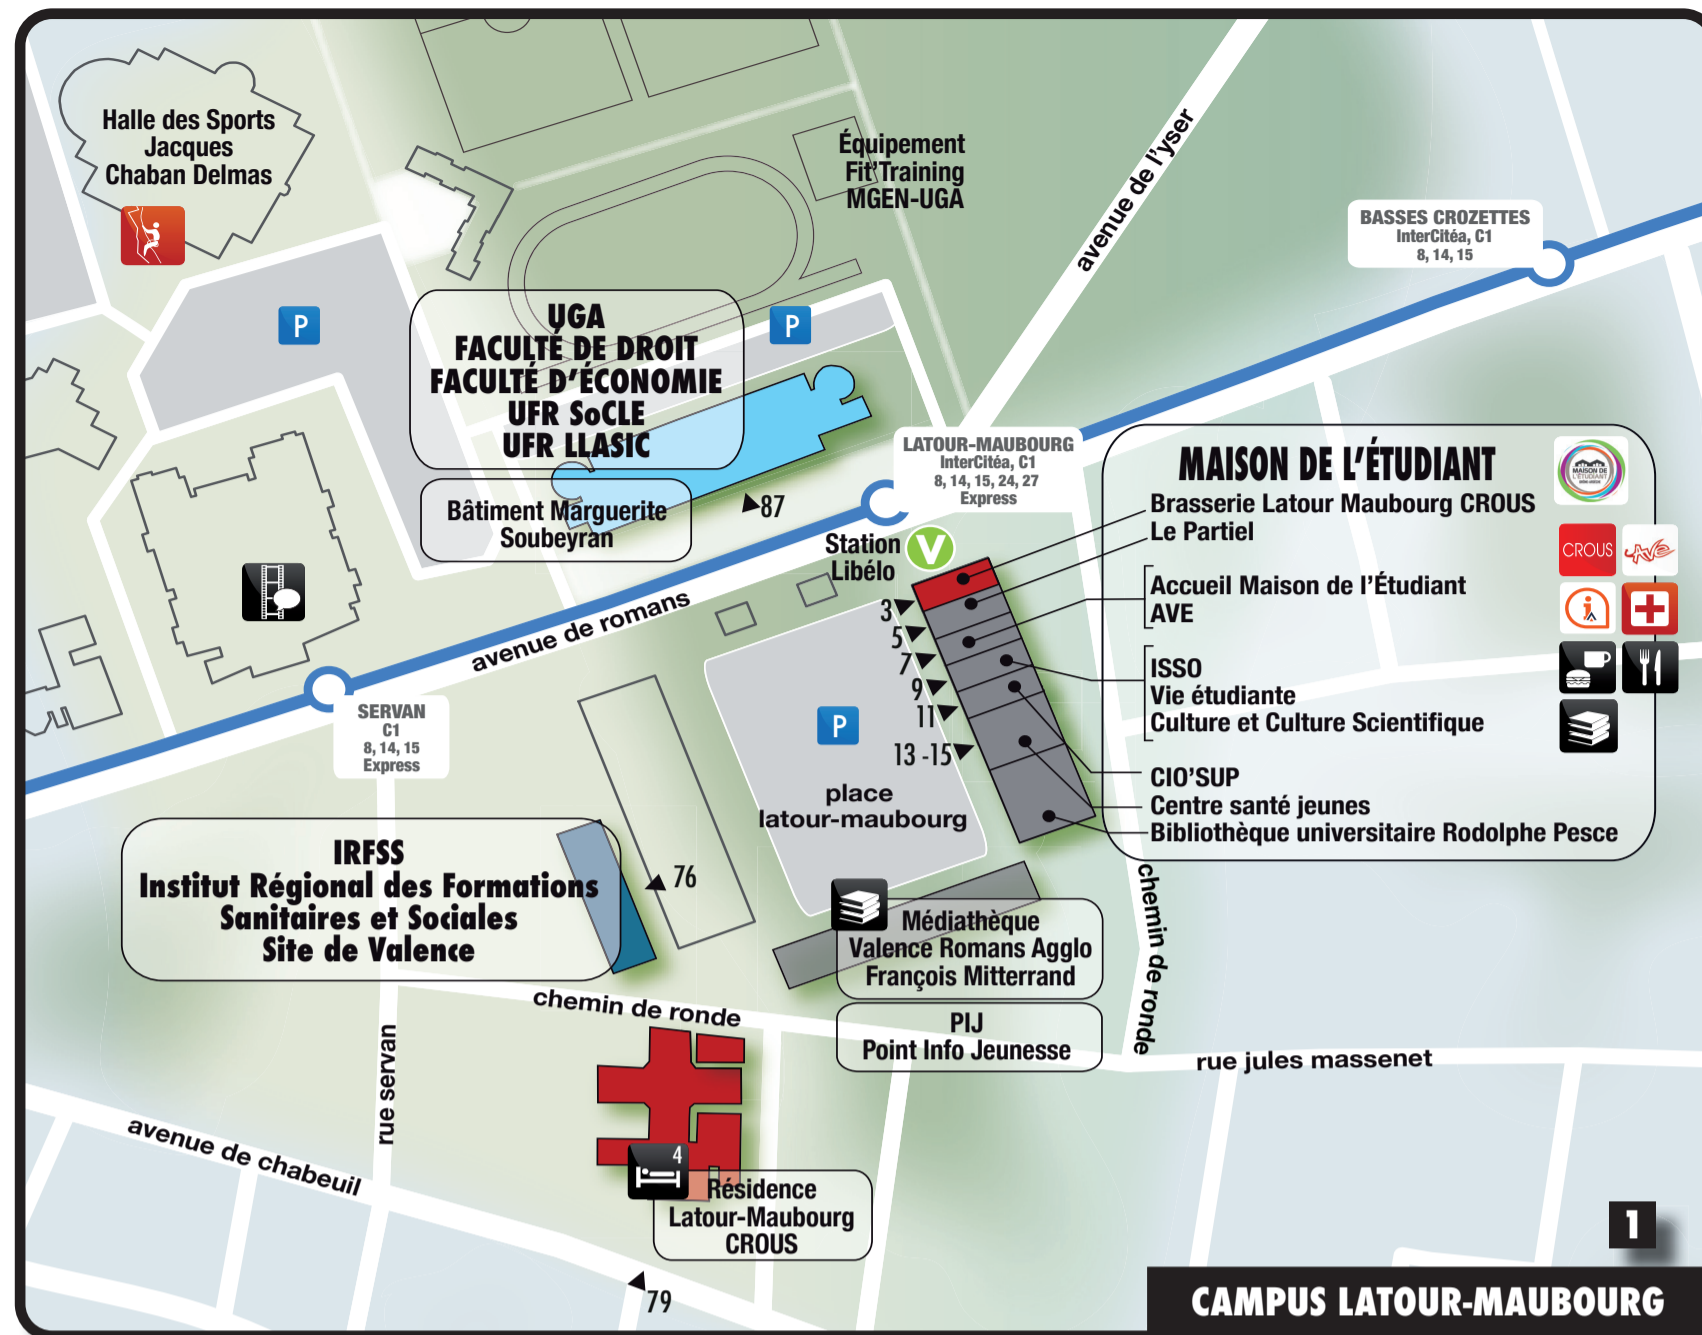 Halle des Sports
Jacques
Chaban Delmas
Équipement
Fit'Training
MGEN-UGA
avenue de l'yser
BASSES CROZETTES
InterCitéa, C1
8, 14, 15
P
P
UGA
FACULTÉ DE DROIT
FACULTÉ D'ÉCONOMIE
UFR SoCLE
UFR LLASIC
Bâtiment Marguerite
Soubeyran
87
LATOUR-MAUBOURG
InterCitéa, C1
8, 14, 15, 24, 27
Express
Station
Libélo
V
MAISON DE L'ÉTUDIANT
Brasserie Latour Maubourg CROUS
Le Partiel
Accueil Maison de l'Étudiant
AVE
ISSO
Vie étudiante
Culture et Culture Scientifique
CIO'SUP
Centre santé jeunes
Bibliothèque universitaire Rodolphe Pesce
MAISON DE
L'ÉTUDIANT
CROUS
AVE
3
5
7
9
11
13 -15
avenue de romans
SERVAN
C1
8, 14, 15
Express
P
place
latour-maubourg
IRFSS
Institut Régional des Formations
Sanitaires et Sociales
Site de Valence
76
Médiathèque
Valence Romans Agglo
François Mitterrand
PIJ
Point Info Jeunesse
chemin de ronde
chemin de ronde
rue jules massenet
rue servan
avenue de chabeuil
4
Résidence
Latour-Maubourg
CROUS
79
1
CAMPUS LATOUR-MAUBOURG